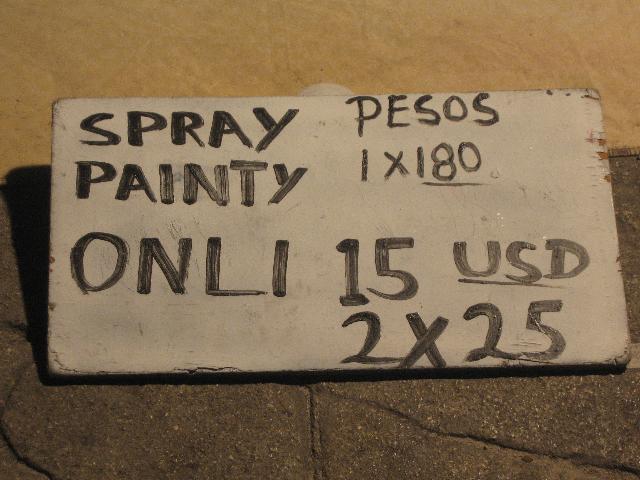 SPRAY PESOS
PAINTY 1X180
ONLI 15 USD
2X25